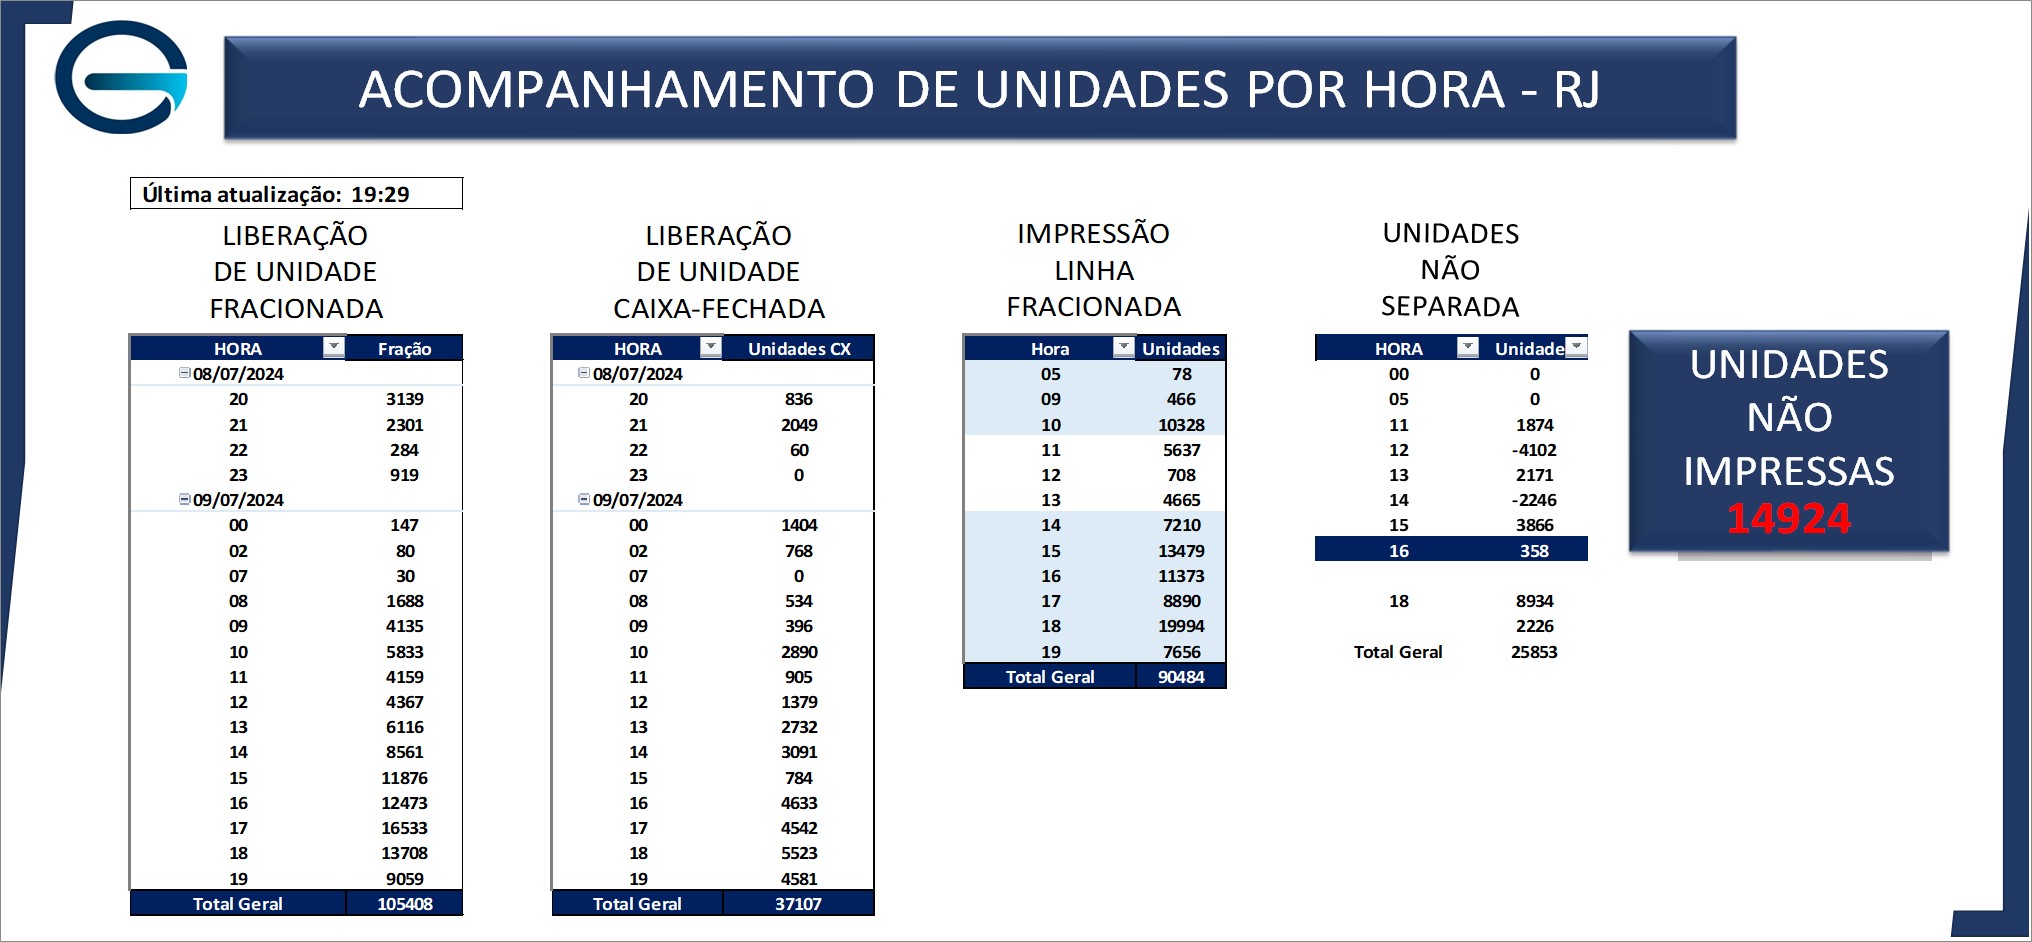 ACOMPANHAMENTO DE UNIDADES POR HORA - RJ
Última atualização: 19:29
LIBERAÇÃO
DE UNIDADE
FRACIONADA
HORA Fração
08/07/2024
20 3139
21 2301
22 284
23 919
09/07/2024
00 147
02 80
07 30
08 1688
09 4135
10 5833
11 4159
12 4367
13 6116
14 8561
15 11876
16 12473
17 16533
18 13708
19 9059
Total Geral 105408
LIBERAÇÃO
DE UNIDADE
CAIXA-FECHADA
HORA Unidades CX
08/07/2024
20 836
21 2049
22 60
23 0
09/07/2024
00 1404
02 768
07 0
08 534
09 396
10 2890
11 905
12 1379
13 2732
14 3091
15 784
16 4633
17 4542
18 5523
19 4581
Total Geral 37107
IMPRESSÃO
LINHA
FRACIONADA
Hora Unidades
05 78
09 466
10 10328
11 5637
12 708
13 4665
14 7210
15 13479
16 11373
17 8890
18 19994
19 7656
Total Geral 90484
UNIDADES
NÃO
SEPARADA
HORA Unidade
00 0
05 0
11 1874
12 -4102
13 2171
14 -2246
15 3866
16 358
18 8934
2226
Total Geral 25853
UNIDADES
NÃO
IMPRESSAS
14924